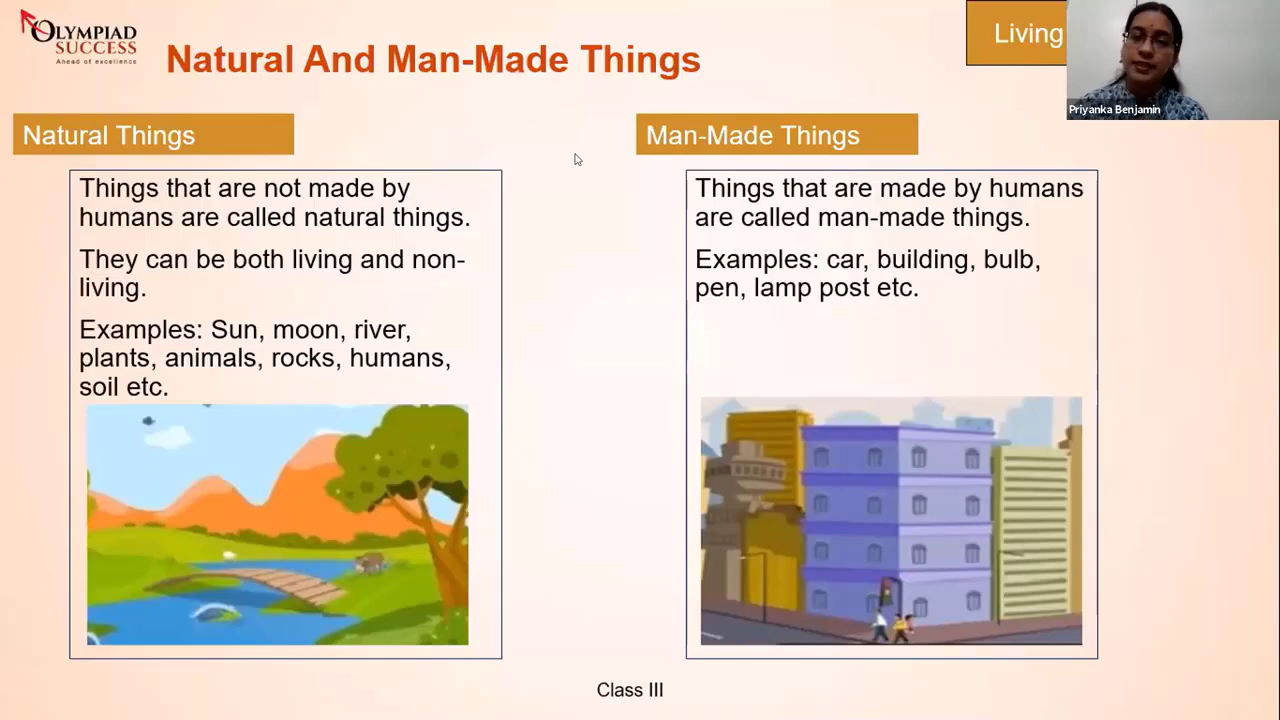 OLYMPIAD
SUCCESS
Ahead of excellence
Natural And Man-Made Things
Living
Priyanka Benjamin
Natural Things
Man-Made Things
Things that are not made by
humans are called natural things.
They can be both living and non-
living.
Examples: Sun, moon, river,
plants, animals, rocks, humans,
soil etc.
Things that are made by humans
are called man-made things.
Examples: car, building, bulb,
pen, lamp post etc.
Class III